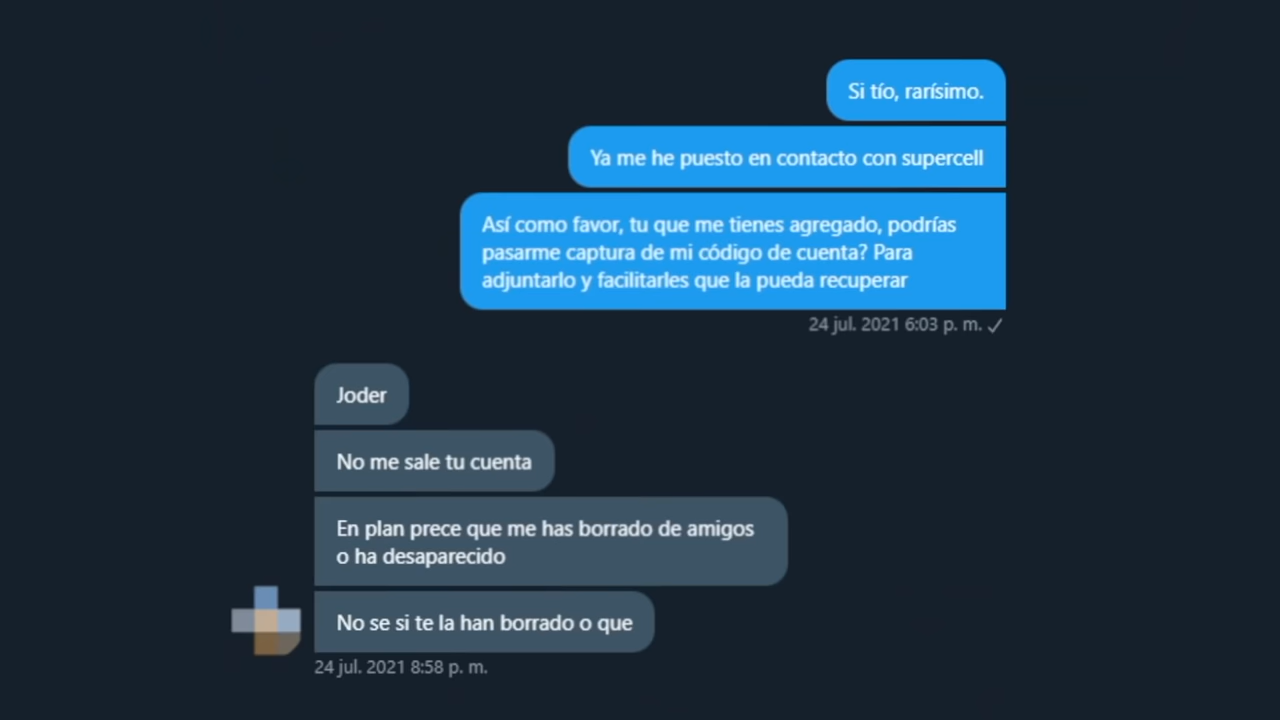 Si tío, rarísimo.
Ya me he puesto en contacto con supercell
Así como favor, tu que me tienes agregado, podrías
pasarme captura de mi código de cuenta? Para
adjuntarlo y facilitarles que la pueda recuperar
24 jul. 2021 6:03 p. m. ✓
Joder
No me sale tu cuenta
En plan prece que me has borrado de amigos
o ha desaparecido
No se si te la han borrado o que
24 jul. 2021 8:58 p. m.